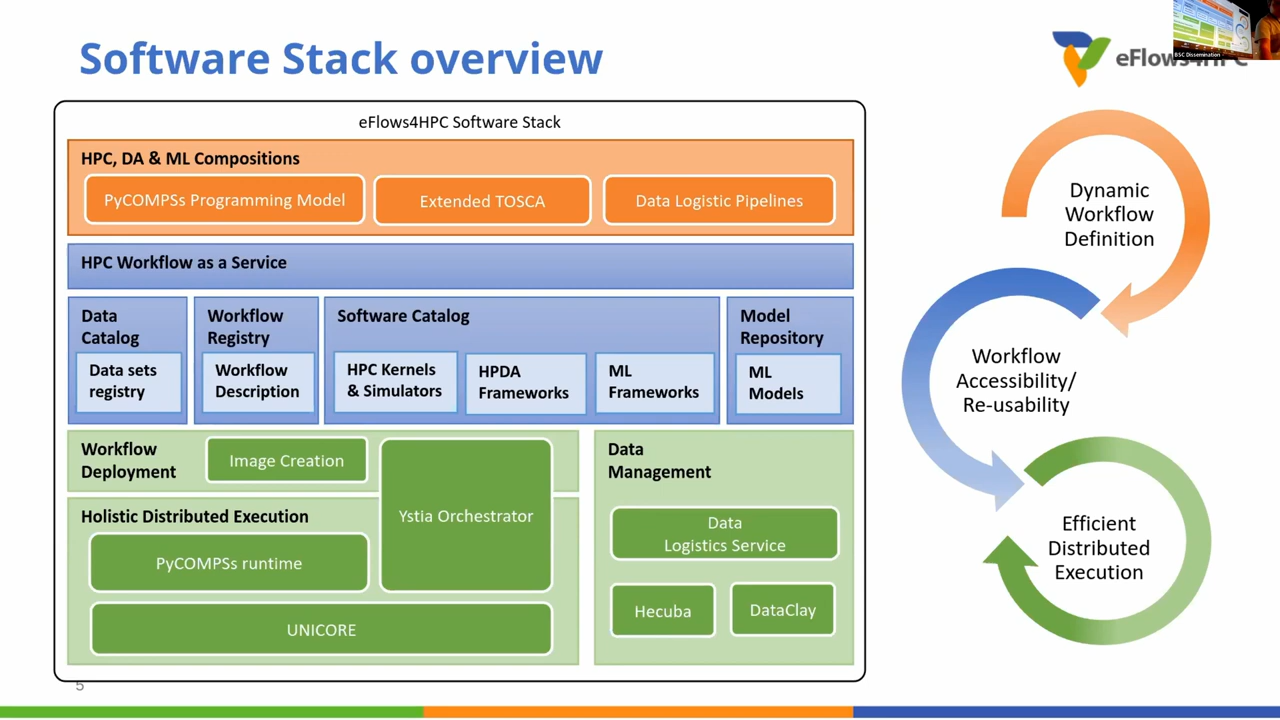 Software Stack overview
eFlows4HPC
BSC Dissemination
eFlows4HPC Software Stack
HPC, DA & ML Compositions
PyCOMPSs Programming Model
Extended TOSCA
Data Logistic Pipelines
HPC Workflow as a Service
Data
Catalog
Data sets
registry
Workflow
Registry
Workflow
Description
Software Catalog
HPC Kernels
& Simulators
HPDA
Frameworks
ML
Frameworks
Model
Repository
ML
Models
Workflow
Deployment
Image Creation
Ystia Orchestrator
Holistic Distributed Execution
PyCOMPSs runtime
UNICORE
Data
Management
Data
Logistics Service
Hecuba
DataClay
Dynamic
Workflow
Definition
Workflow
Accessibility/
Re-usability
Efficient
Distributed
Execution
5